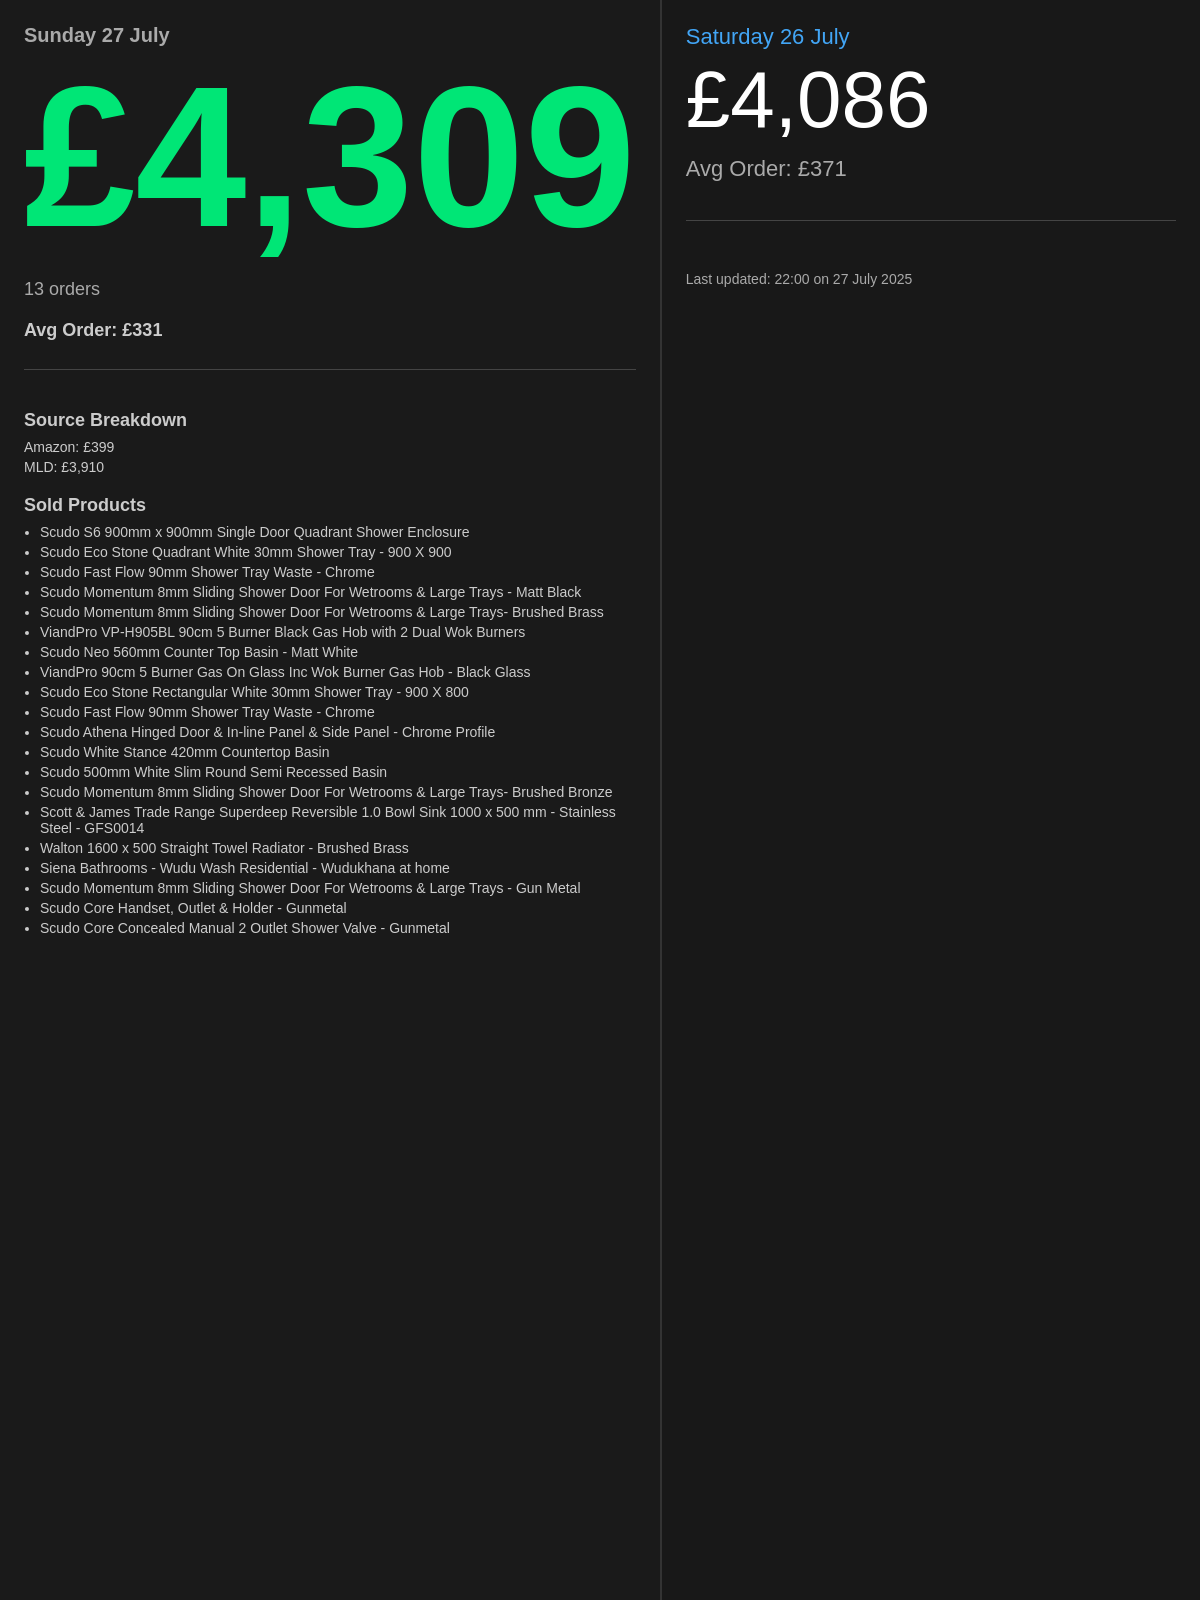 Sunday 27 July
£4,309
13 orders
Avg Order: £331
Source Breakdown
Amazon: £399
MLD: £3,910
Sold Products
• Scudo S6 900mm x 900mm Single Door Quadrant Shower Enclosure
• Scudo Eco Stone Quadrant White 30mm Shower Tray - 900 X 900
• Scudo Fast Flow 90mm Shower Tray Waste - Chrome
• Scudo Momentum 8mm Sliding Shower Door For Wetrooms & Large Trays - Matt Black
• Scudo Momentum 8mm Sliding Shower Door For Wetrooms & Large Trays- Brushed Brass
• ViandPro VP-H905BL 90cm 5 Burner Black Gas Hob with 2 Dual Wok Burners
• Scudo Neo 560mm Counter Top Basin - Matt White
• ViandPro 90cm 5 Burner Gas On Glass Inc Wok Burner Gas Hob - Black Glass
• Scudo Eco Stone Rectangular White 30mm Shower Tray - 900 X 800
• Scudo Fast Flow 90mm Shower Tray Waste - Chrome
• Scudo Athena Hinged Door & In-line Panel & Side Panel - Chrome Profile
• Scudo White Stance 420mm Countertop Basin
• Scudo 500mm White Slim Round Semi Recessed Basin
• Scudo Momentum 8mm Sliding Shower Door For Wetrooms & Large Trays- Brushed Bronze
• Scott & James Trade Range Superdeep Reversible 1.0 Bowl Sink 1000 x 500 mm - Stainless
Steel - GFS0014
• Walton 1600 x 500 Straight Towel Radiator - Brushed Brass
• Siena Bathrooms - Wudu Wash Residential - Wudukhana at home
• Scudo Momentum 8mm Sliding Shower Door For Wetrooms & Large Trays - Gun Metal
• Scudo Core Handset, Outlet & Holder - Gunmetal
• Scudo Core Concealed Manual 2 Outlet Shower Valve - Gunmetal
Saturday 26 July
£4,086
Avg Order: £371
Last updated: 22:00 on 27 July 2025